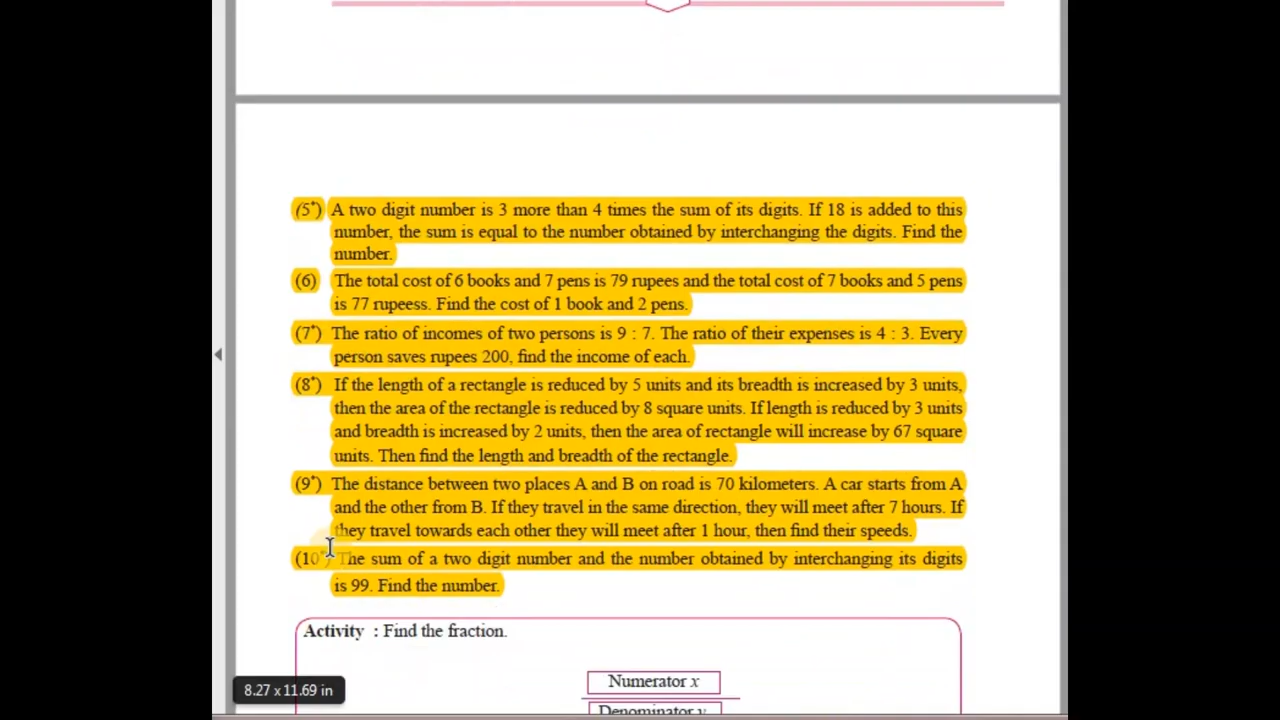 (5*) A two digit number is 3 more than 4 times the sum of its digits. If 18 is added to this
number, the sum is equal to the number obtained by interchanging the digits. Find the
number.
(6) The total cost of 6 books and 7 pens is 79 rupees and the total cost of 7 books and 5 pens
is 77 rupeess. Find the cost of 1 book and 2 pens.
(7*) The ratio of incomes of two persons is 9 : 7. The ratio of their expenses is 4 : 3. Every
person saves rupees 200, find the income of each.
(8*) If the length of a rectangle is reduced by 5 units and its breadth is increased by 3 units,
then the area of the rectangle is reduced by 8 square units. If length is reduced by 3 units
and breadth is increased by 2 units, then the area of rectangle will increase by 67 square
units. Then find the length and breadth of the rectangle.
(9*) The distance between two places A and B on road is 70 kilometers. A car starts from A
and the other from B. If they travel in the same direction, they will meet after 7 hours. If
they travel towards each other they will meet after 1 hour, then find their speeds.
(10*) The sum of a two digit number and the number obtained by interchanging its digits
is 99. Find the number.
Activity : Find the fraction.
Numerator x
Denominator y
8.27 x 11.69 in